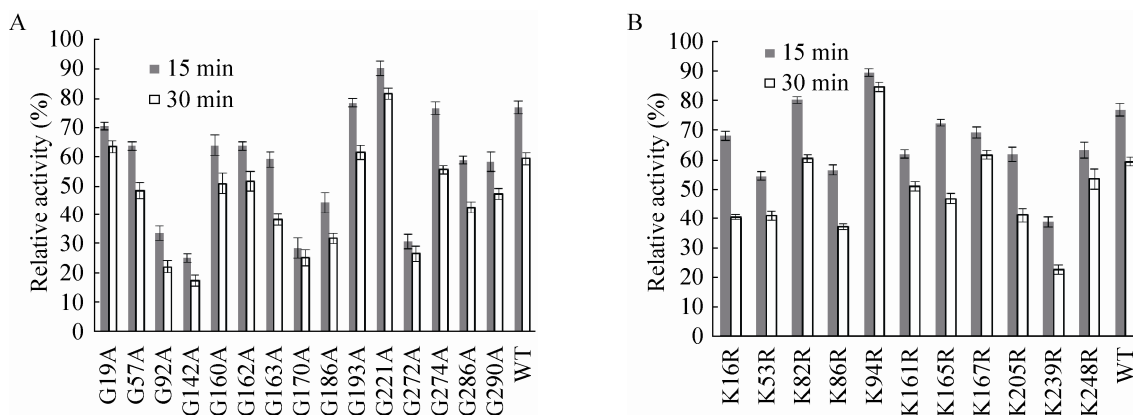 A
Relative activity (%)
100
90
80
70
60
50
40
30
20
10
0
15 min
30 min
G19A
G57A
G92A
G142A
G160A
G162A
G163A
G170A
G186A
G193A
G221A
G272A
G274A
G286A
G290A
WT
B
Relative activity (%)
100
90
80
70
60
50
40
30
20
10
0
15 min
30 min
K16R
K53R
K82R
K86R
K94R
K161R
K165R
K167R
K205R
K239R
K248R
WT